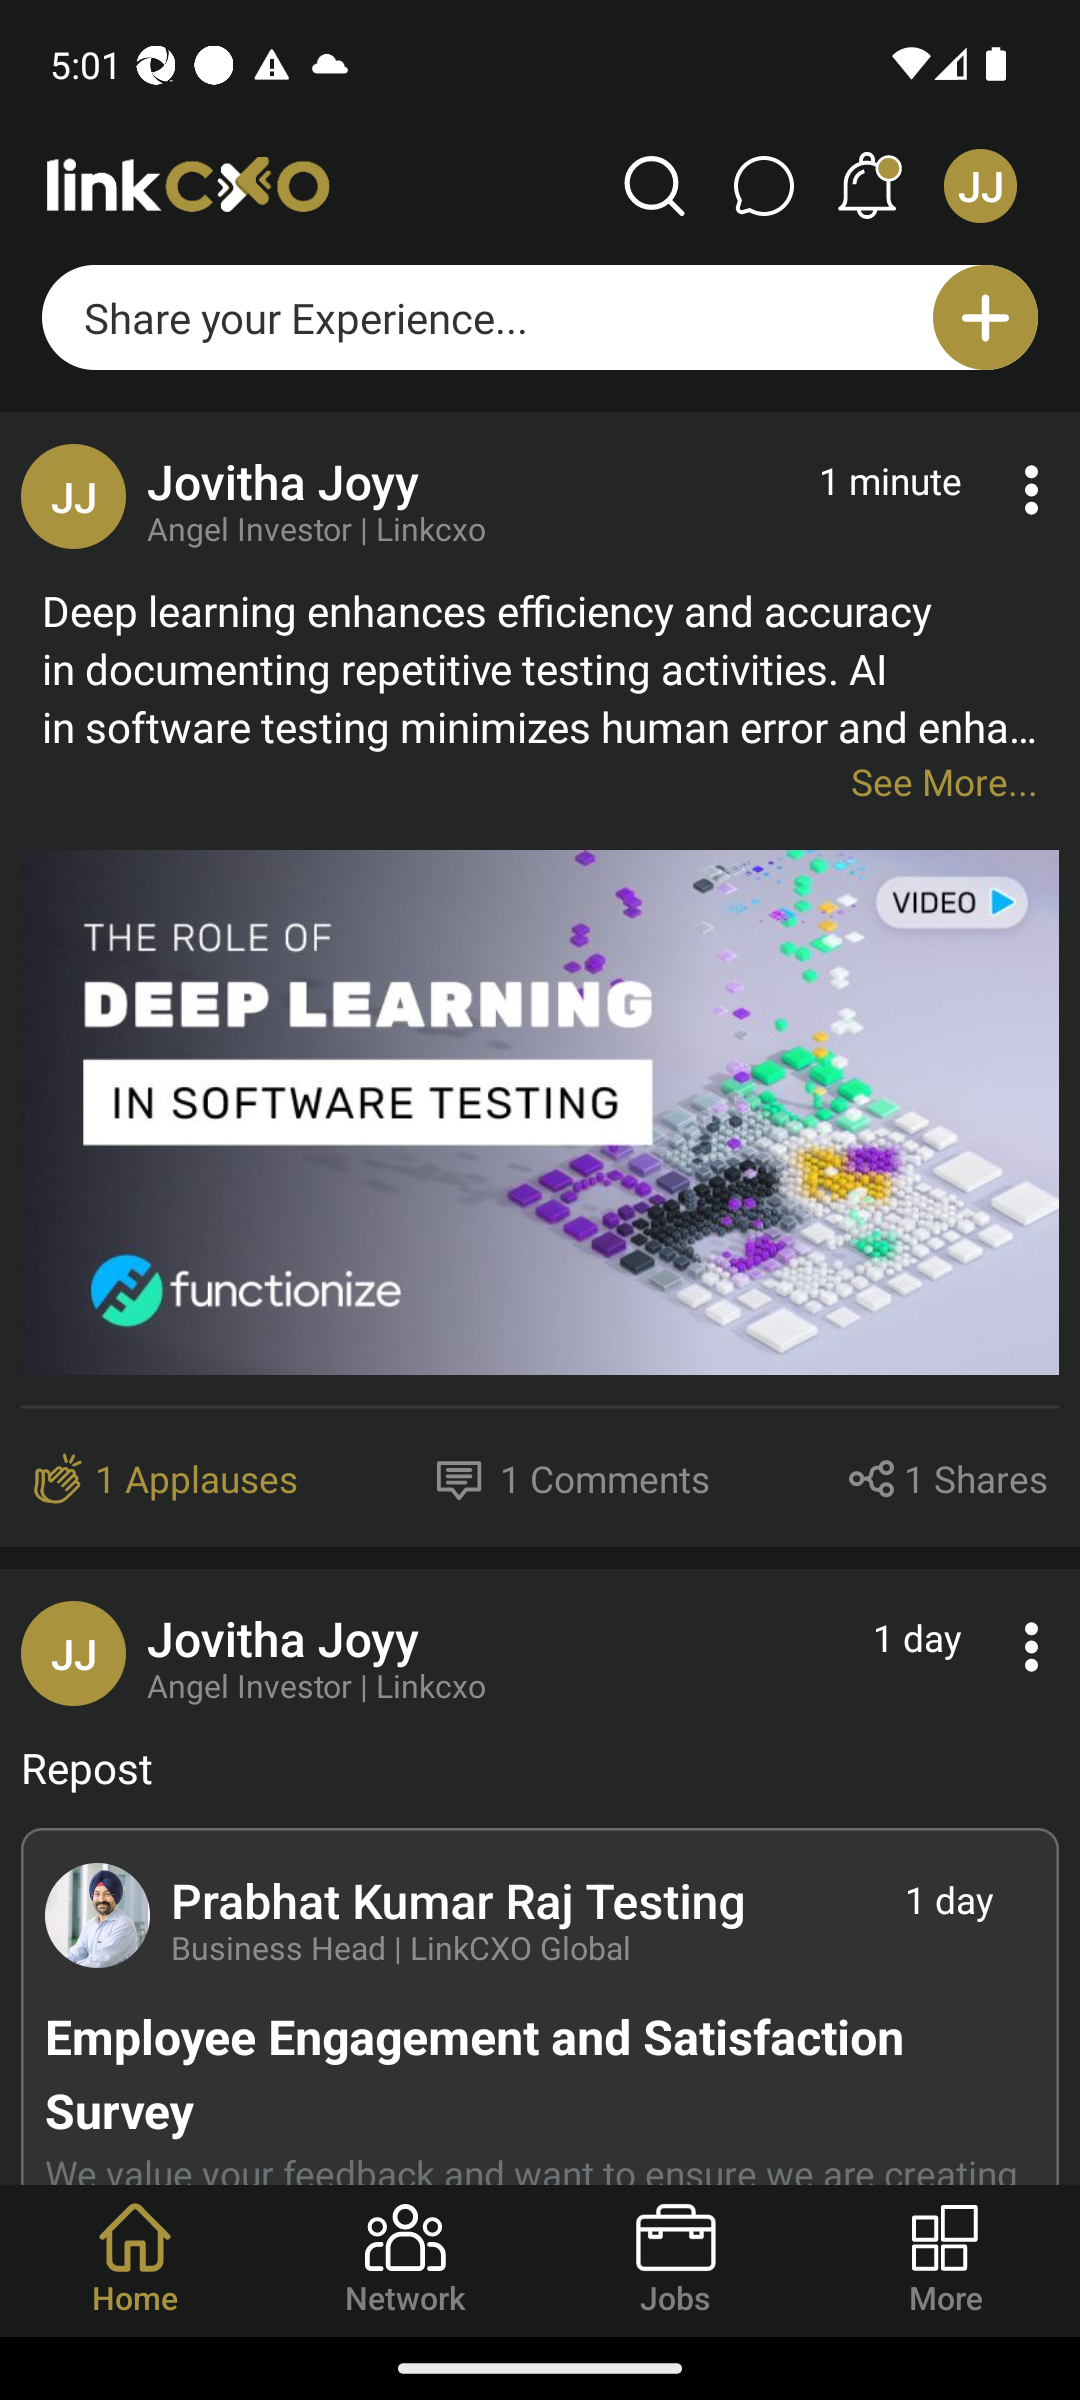 5:01
linkCXO
JJ
Share your Experience...
JJ
Jovitha Joyy
1 minute
Angel Investor | Linkcxo
Deep learning enhances efficiency and accuracy
in documenting repetitive testing activities. AI
in software testing minimizes human error and enha...
See More...
VIDEO
THE ROLE OF
DEEP LEARNING
IN SOFTWARE TESTING
functionize
1 Applauses
1 Comments
1 Shares
JJ
Jovitha Joyy
1 day
Angel Investor | Linkcxo
Repost
Prabhat Kumar Raj Testing
1 day
Business Head | LinkCXO Global
Employee Engagement and Satisfaction
Survey
We value your feedback and want to ensure we are creating
Home
Network
Jobs
More